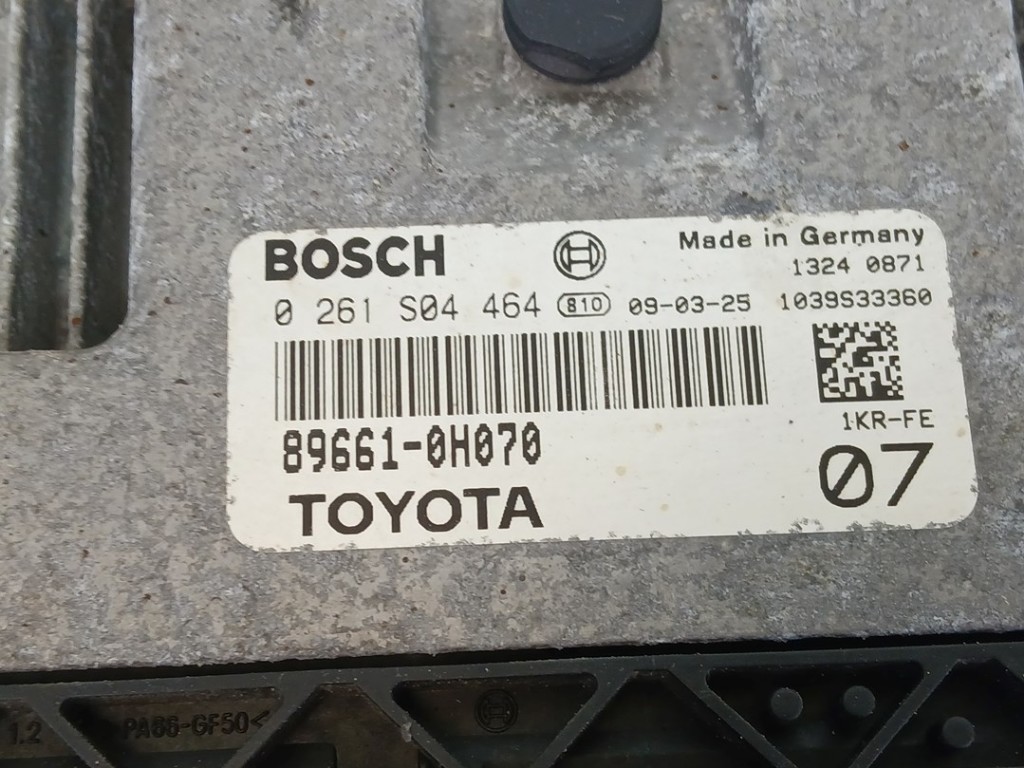 BOSCH
Made in Germany
1324 0871
0 261 S04 464 810 09-03-25 1039S33360
1KR-FE
89661-0H070
07
TOYOTA
1.2
PA66-GF50<